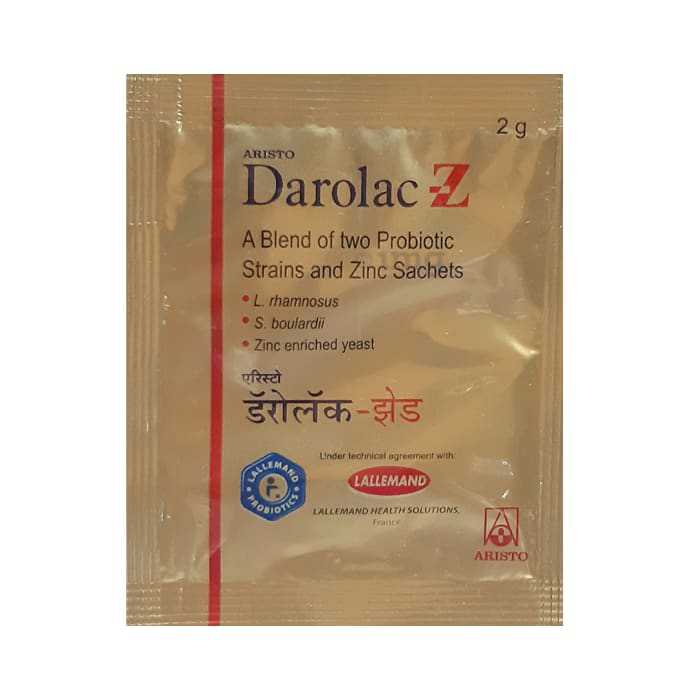 2 g
ARISTO
Darolac-Z
A Blend of two Probiotic
Strains and Zinc Sachets
• L. rhamnosus
• S. boulardii
• Zinc enriched yeast
एरिस्टो
डॅरोलॅक-झेड
Under technical agreement with
LALLEMAND
LALLEMAND HEALTH SOLUTIONS,
France
LALLEMAND
PROBIOTICS
ARISTO